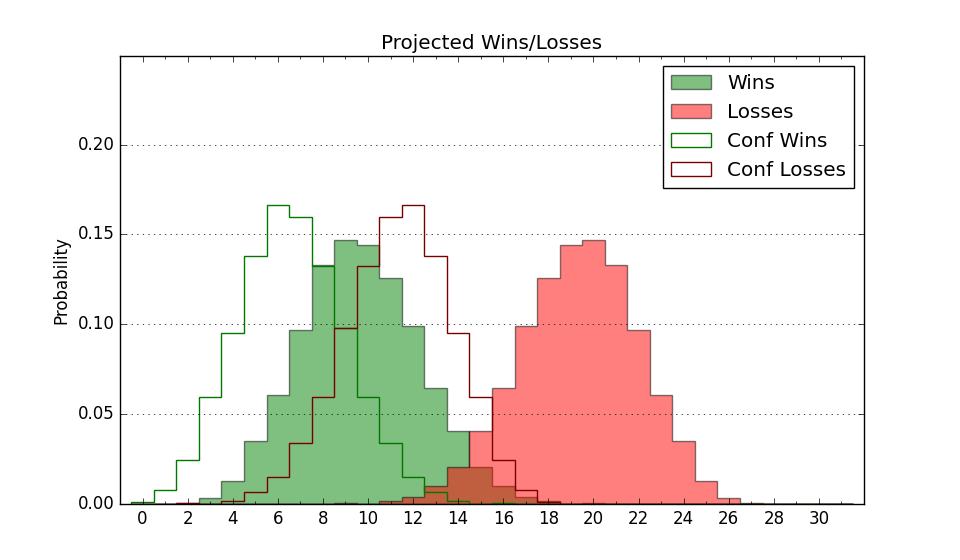 Projected Wins/Losses
Wins
Losses
Conf Wins
Conf Losses
Probability
0.20
0.15
0.10
0.05
0.00
0 2 4 6 8 10 12 14 16 18 20 22 24 26 28 30